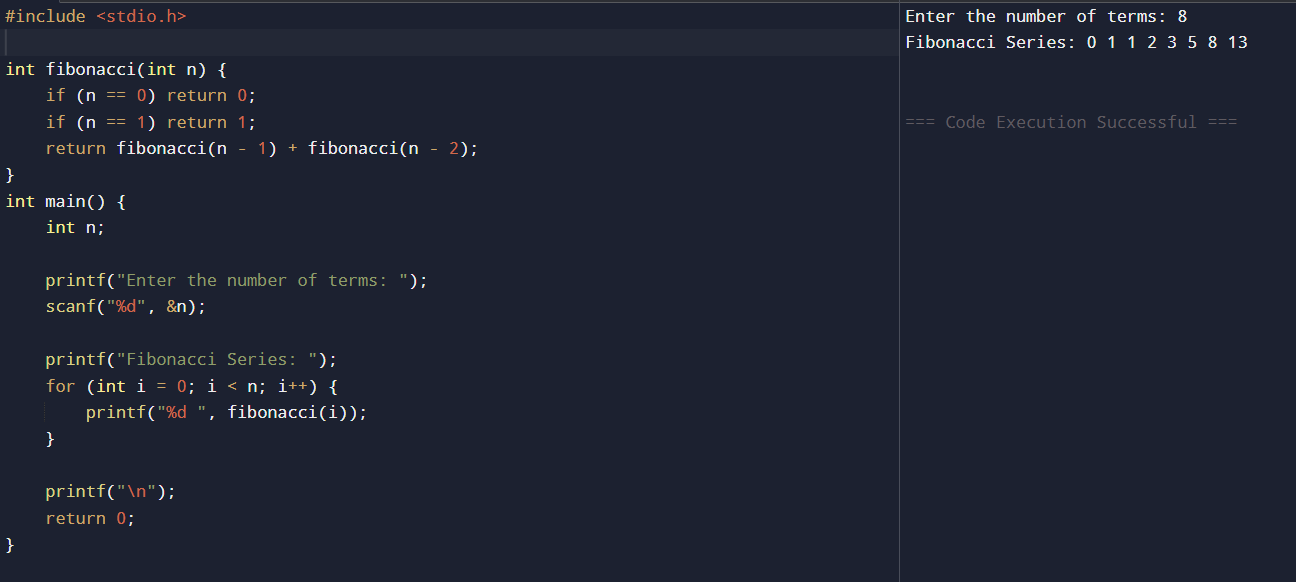 #include <stdio.h>
int fibonacci(int n) {
    if (n == 0) return 0;
    if (n == 1) return 1;
    return fibonacci(n - 1) + fibonacci(n - 2);
}
int main() {
    int n;
    printf("Enter the number of terms: ");
    scanf("%d", &n);
    printf("Fibonacci Series: ");
    for (int i = 0; i < n; i++) {
        printf("%d ", fibonacci(i));
    }
    printf("\n");
    return 0;
}
Enter the number of terms: 8
Fibonacci Series: 0 1 1 2 3 5 8 13
=== Code Execution Successful ===